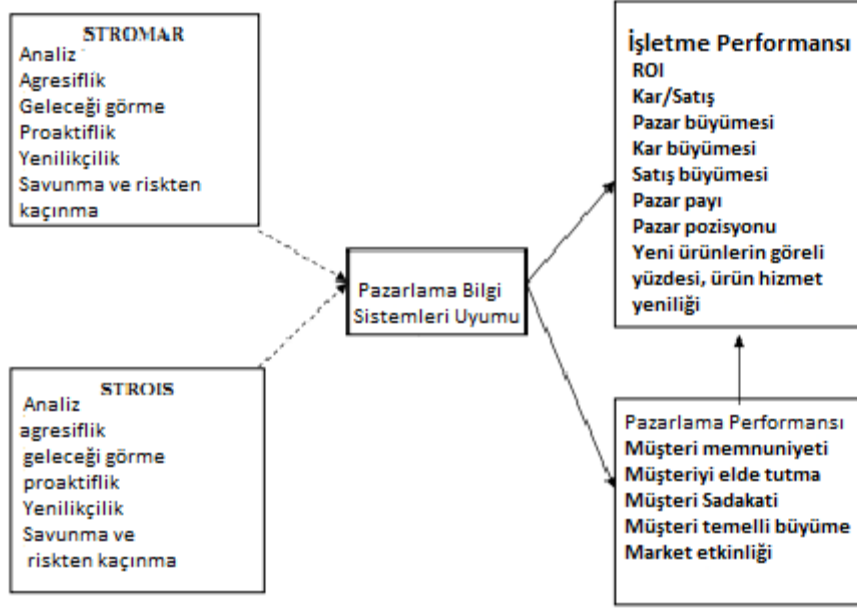 STROMAR
Analiz
Agresiflik
Geleceği görme
Proaktiflik
Yenilikçilik
Savunma ve riskten
kaçınma
STROIS
Analiz
agresiflik
geleceği görme
proaktiflik
Yenilikçilik
Savunma ve
riskten kaçınma
Pazarlama Bilgi
Sistemleri Uyumu
İşletme Performansı
ROI
Kar/Satış
Pazar büyümesi
Kar büyümesi
Satış büyümesi
Pazar payı
Pazar pozisyonu
Yeni ürünlerin göreli
yüzdesi, ürün hizmet
yeniliği
Pazarlama Performansı
Müşteri memnuniyeti
Müşteriyi elde tutma
Müşteri Sadakati
Müşteri temelli büyüme
Market etkinliği